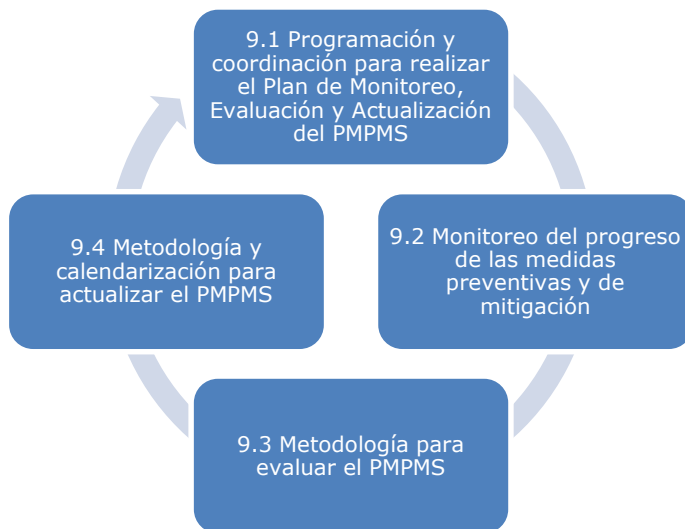 9.1 Programación y
coordinación para realizar
el Plan de Monitoreo,
Evaluación y Actualización
del PMPMS
9.2 Monitoreo del progreso
de las medidas
preventivas y de
mitigación
9.3 Metodología para
evaluar el PMPMS
9.4 Metodología y
calendarización para
actualizar el PMPMS